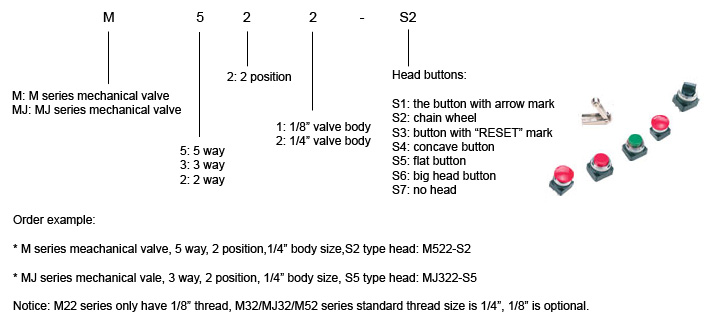 M 5 2 2 - S2
2: 2 position
Head buttons:
M: M series mechanical valve
MJ: MJ series mechanical valve
S1: the button with arrow mark
S2: chain wheel
1: 1/8” valve body
S3: button with “RESET” mark
2: 1/4” valve body
S4: concave button
5: 5 way
S5: flat button
3: 3 way
S6: big head button
2: 2 way
S7: no head
Order example:
* M series meachanical valve, 5 way, 2 position,1/4” body size,S2 type head: M522-S2
* MJ series mechanical vale, 3 way, 2 position, 1/4” body size, S5 type head: MJ322-S5
Notice: M22 series only have 1/8” thread, M32/MJ32/M52 series standard thread size is 1/4”, 1/8” is optional.